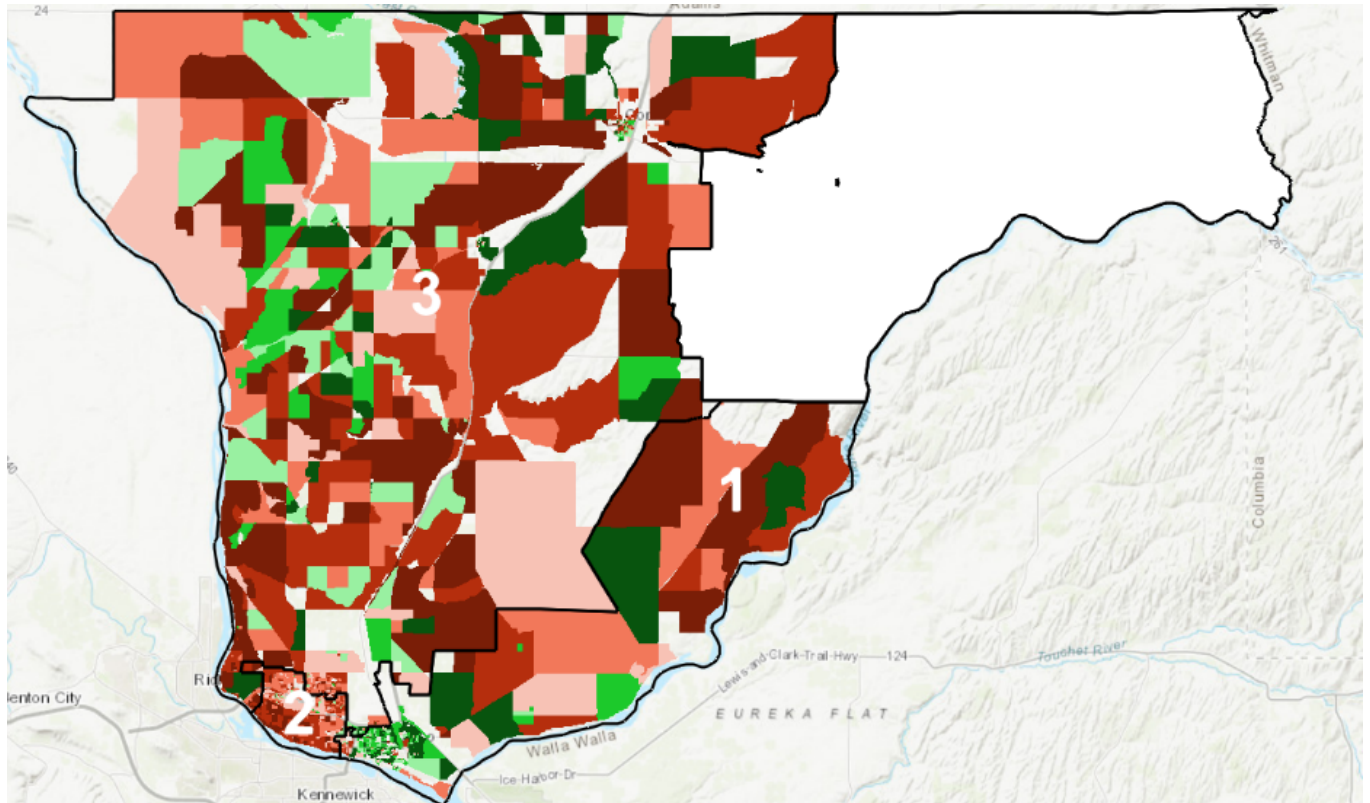 24
Adams
Whitman
261
3
1
Columbia
Lewis-and-Clark-Trail-Hwy
124
Touchet River
EUREKA FLAT
2
Benton City
Walla Walla
Ice-Harbor-Dr
Kennewick